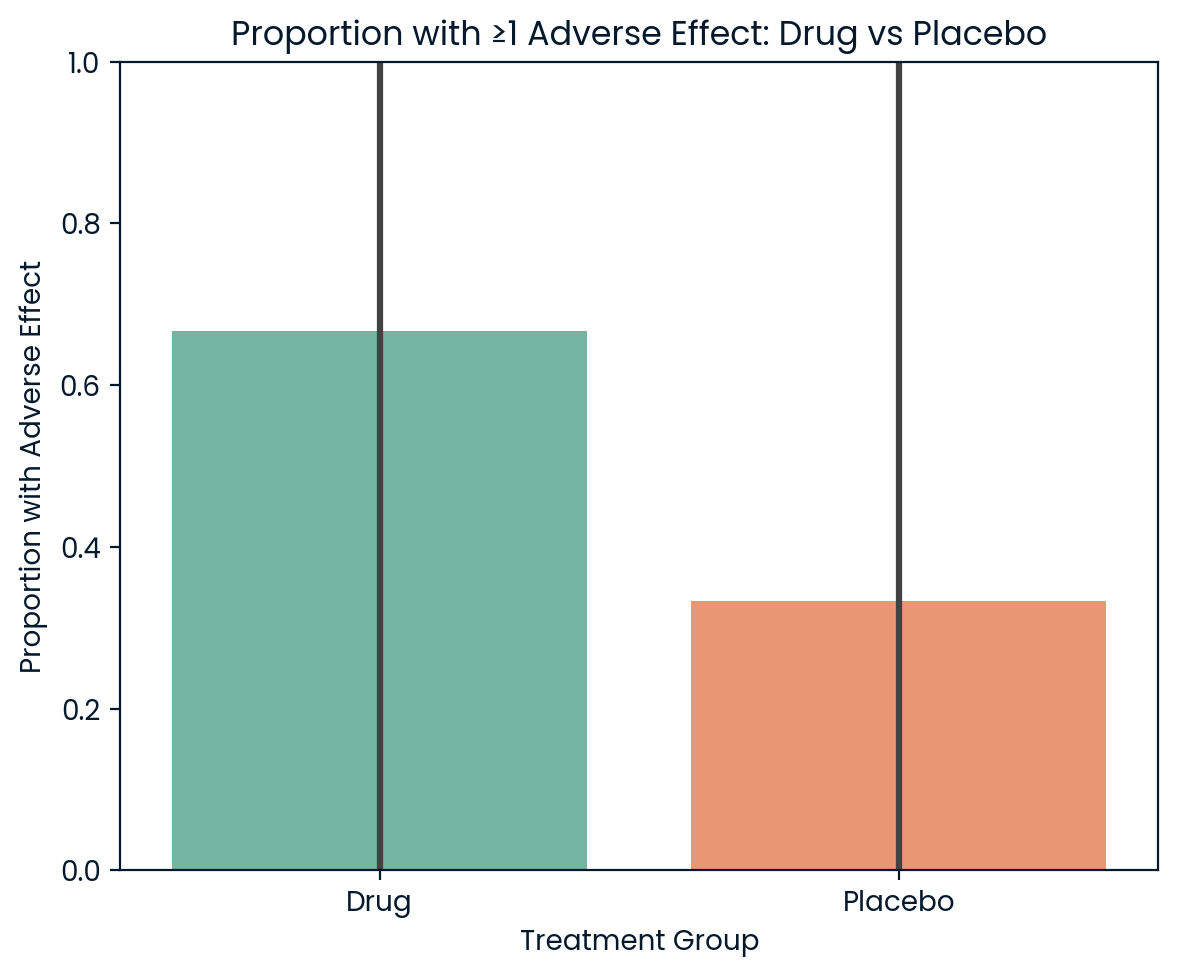 Proportion with ≥1 Adverse Effect: Drug vs Placebo
1.0
0.8
0.6
0.4
0.2
0.0
Proportion with Adverse Effect
Drug
Placebo
Treatment Group